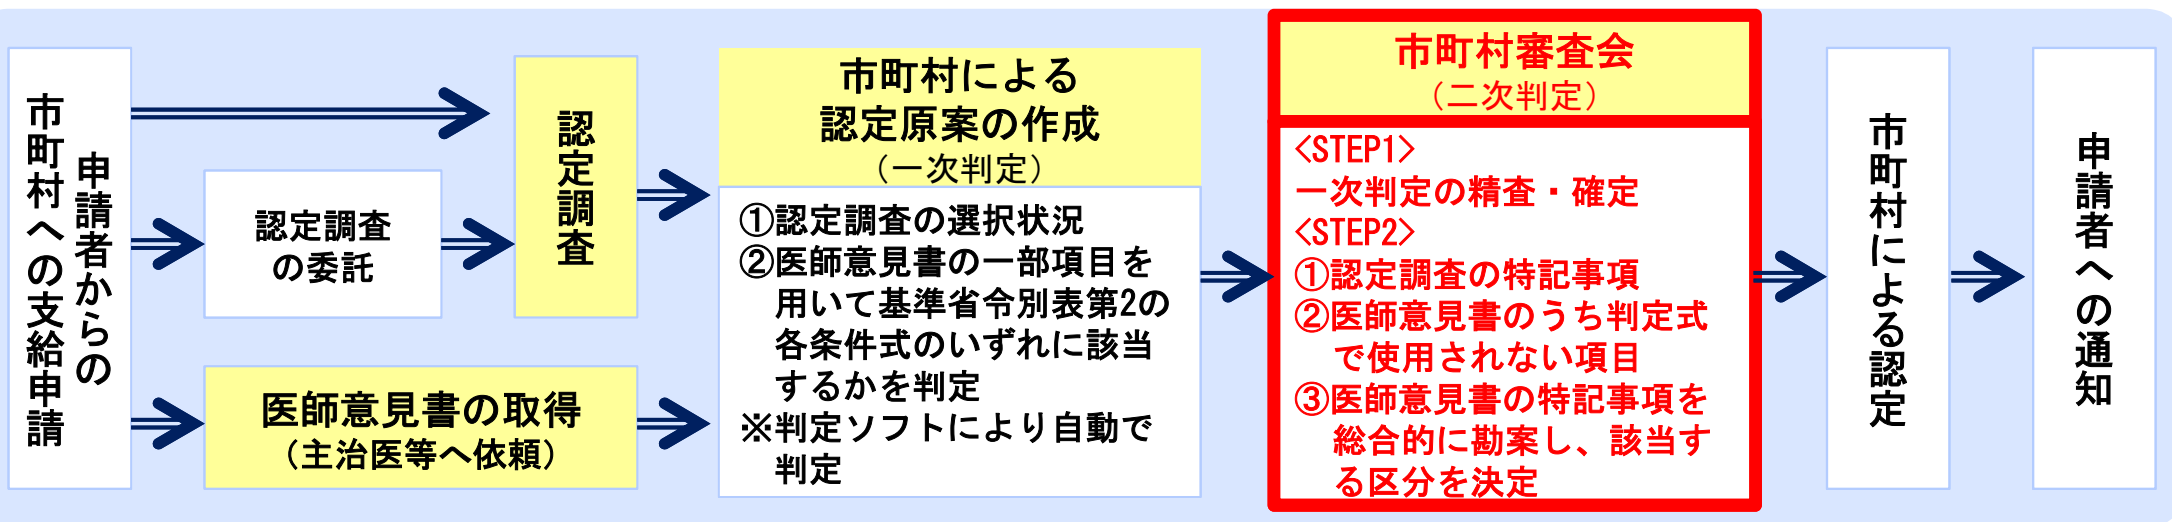 申請者からの
市町村への支給申請
認定調査
の委託
認定調査
医師意見書の取得
（主治医等へ依頼）
市町村による
認定原案の作成
（一次判定）
①認定調査の選択状況
②医師意見書の一部項目を
用いて基準省令別表第2の
各条件式のいずれに該当
するかを判定
※判定ソフトにより自動で
判定
市町村審査会
（二次判定）
<STEP1>
一次判定の精査・確定
<STEP2>
①認定調査の特記事項
②医師意見書のうち判定式
で使用されない項目
③医師意見書の特記事項を
総合的に勘案し、該当す
る区分を決定
市町村による認定
申請者への通知